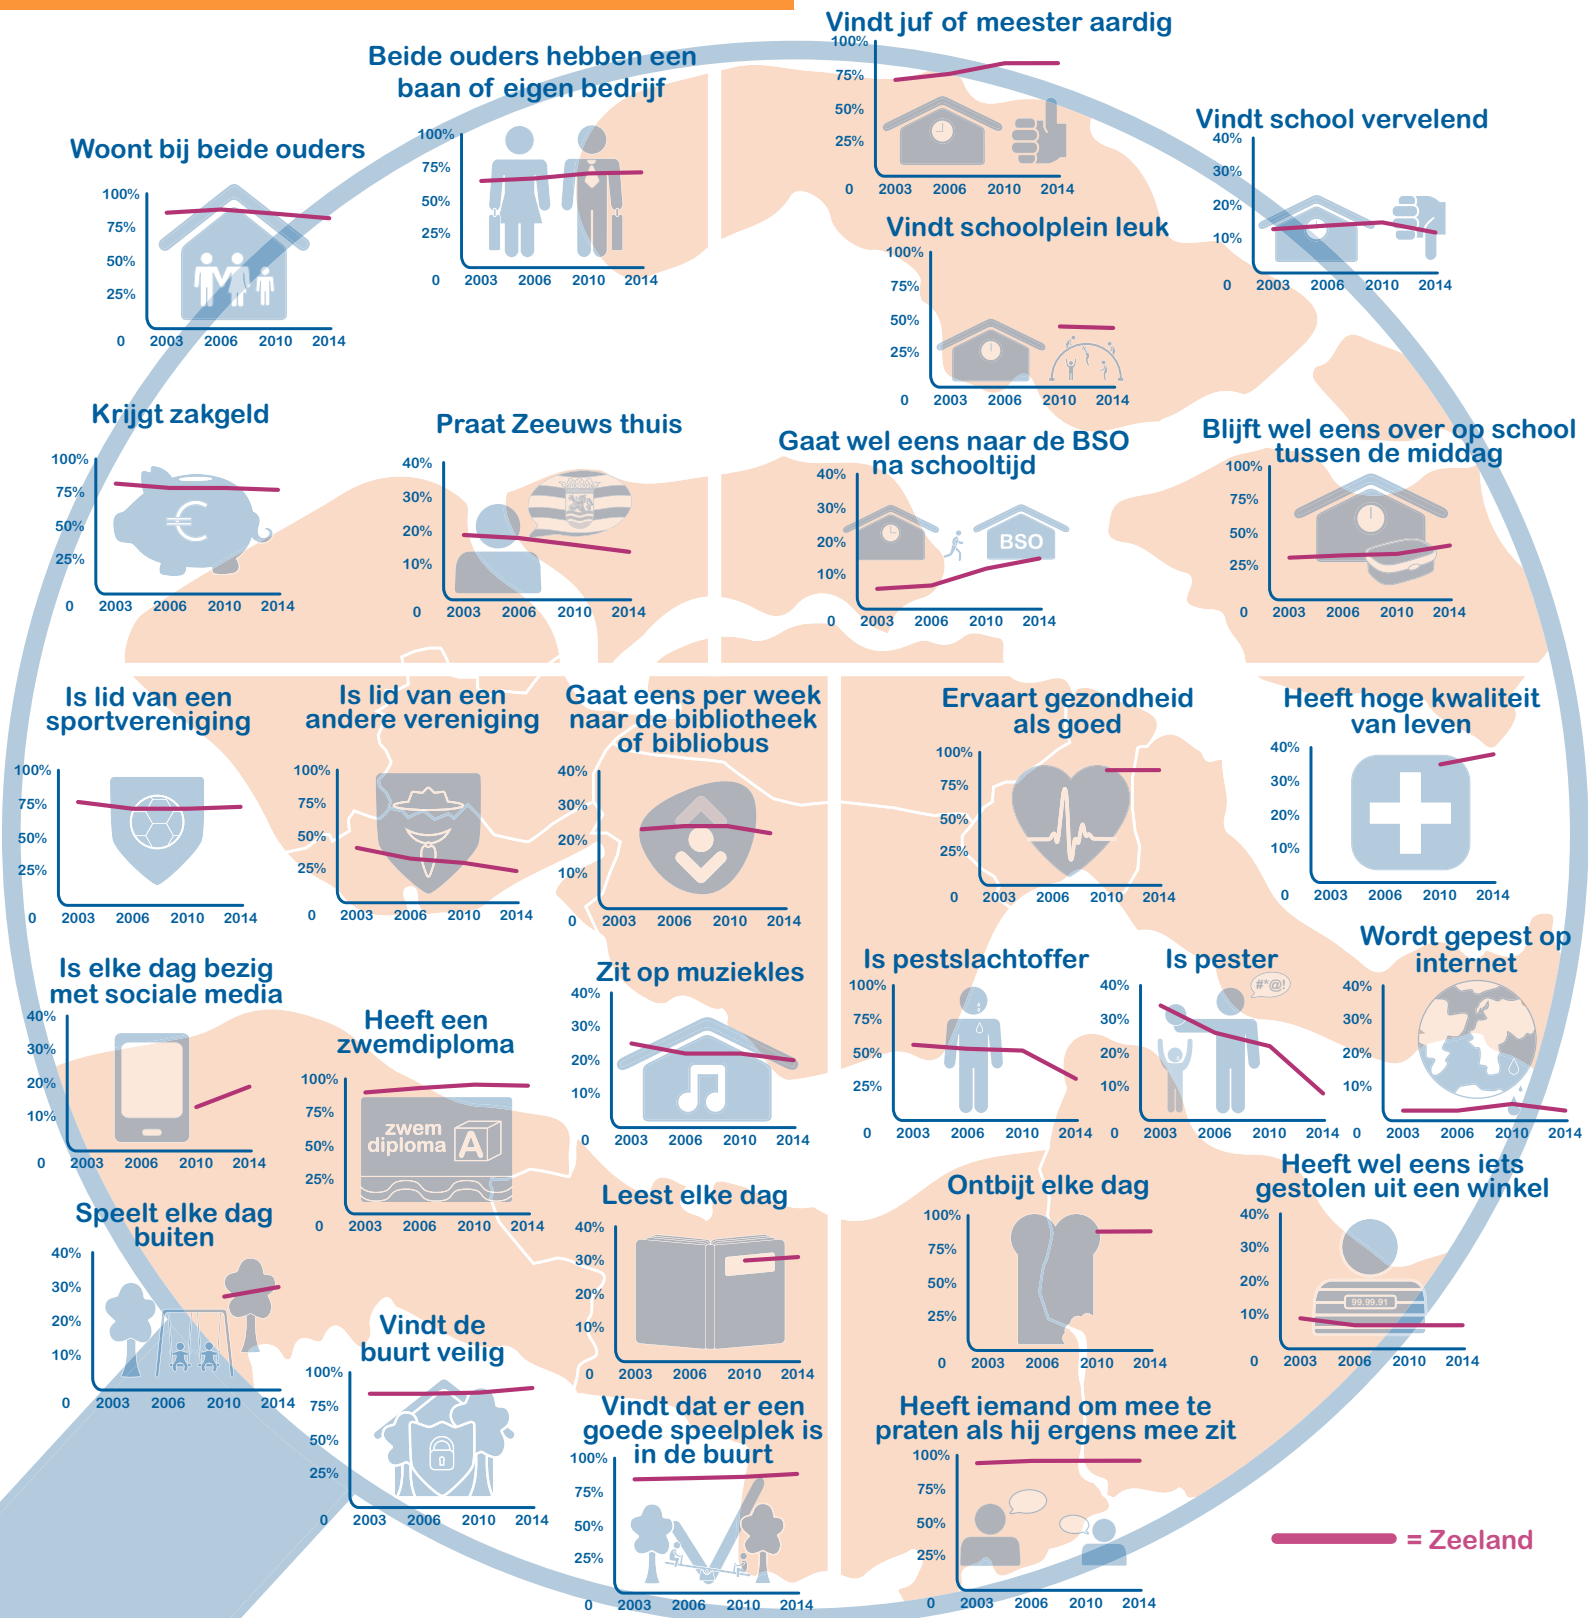 Vindt juf of meester aardig
100%
75%
50%
25%
0 2003 2006 2010 2014
Beide ouders hebben een
baan of eigen bedrijf
100%
75%
50%
25%
0 2003 2006 2010 2014
Vindt school vervelend
40%
30%
20%
10%
0 2003 2006 2010 2014
Woont bij beide ouders
100%
75%
50%
25%
0 2003 2006 2010 2014
Vindt schoolplein leuk
100%
75%
50%
25%
0 2003 2006 2010 2014
Krijgt zakgeld
100%
75%
50%
25%
€
0 2003 2006 2010 2014
Praat Zeeuws thuis
40%
30%
20%
10%
0 2003 2006 2010 2014
Gaat wel eens naar de BSO
na schooltijd
40%
30%
20%
10%
BSO
0 2003 2006 2010 2014
Blijft wel eens over op school
tussen de middag
100%
75%
50%
25%
0 2003 2006 2010 2014
Is lid van een
sportvereniging
100%
75%
50%
25%
0 2003 2006 2010 2014
Is lid van een
andere vereniging
100%
75%
50%
25%
0 2003 2006 2010 2014
Gaat eens per week
naar de bibliotheek
of bibliobus
40%
30%
20%
10%
0 2003 2006 2010 2014
Ervaart gezondheid
als goed
100%
75%
50%
25%
0 2003 2006 2010 2014
Heeft hoge kwaliteit
van leven
40%
30%
20%
10%
0 2003 2006 2010 2014
Is elke dag bezig
met sociale media
40%
30%
20%
10%
0 2003 2006 2010 2014
Heeft een
zwemdiploma
100%
75%
50%
25%
zwem
diploma A
0 2003 2006 2010 2014
Zit op muziekles
40%
30%
20%
10%
0 2003 2006 2010 2014
Is pestslachtoffer
100%
75%
50%
25%
0 2003 2006 2010 2014
Is pester
40%
30%
20%
10%
#*@!
0 2003 2006 2010 2014
Wordt gepest op
internet
40%
30%
20%
10%
0 2003 2006 2010 2014
Speelt elke dag
buiten
40%
30%
20%
10%
0 2003 2006 2010 2014
Vindt de
buurt veilig
100%
75%
50%
25%
0 2003 2006 2010 2014
Leest elke dag
40%
30%
20%
10%
0 2003 2006 2010 2014
Ontbijt elke dag
100%
75%
50%
25%
0 2003 2006 2010 2014
Heeft wel eens iets
gestolen uit een winkel
40%
30%
20%
10%
99.99.91
0 2003 2006 2010 2014
Vindt dat er een
goede speelplek is
in de buurt
100%
75%
50%
25%
0 2003 2006 2010 2014
Heeft iemand om mee te
praten als hij ergens mee zit
100%
75%
50%
25%
0 2003 2006 2010 2014
= Zeeland